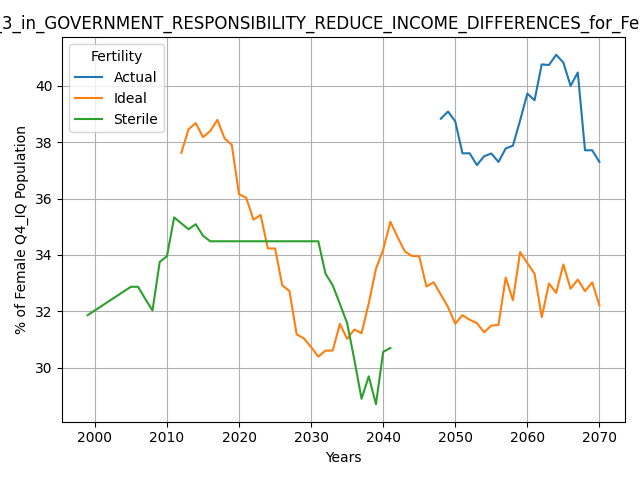 _3_in_GOVERNMENT_RESPONSIBILITY_REDUCE_INCOME_DIFFERENCES_for_Fe
Fertility
Actual
Ideal
Sterile
% of Female Q4_IQ Population
40
38
36
34
32
30
2000 2010 2020 2030 2040 2050 2060 2070
Years